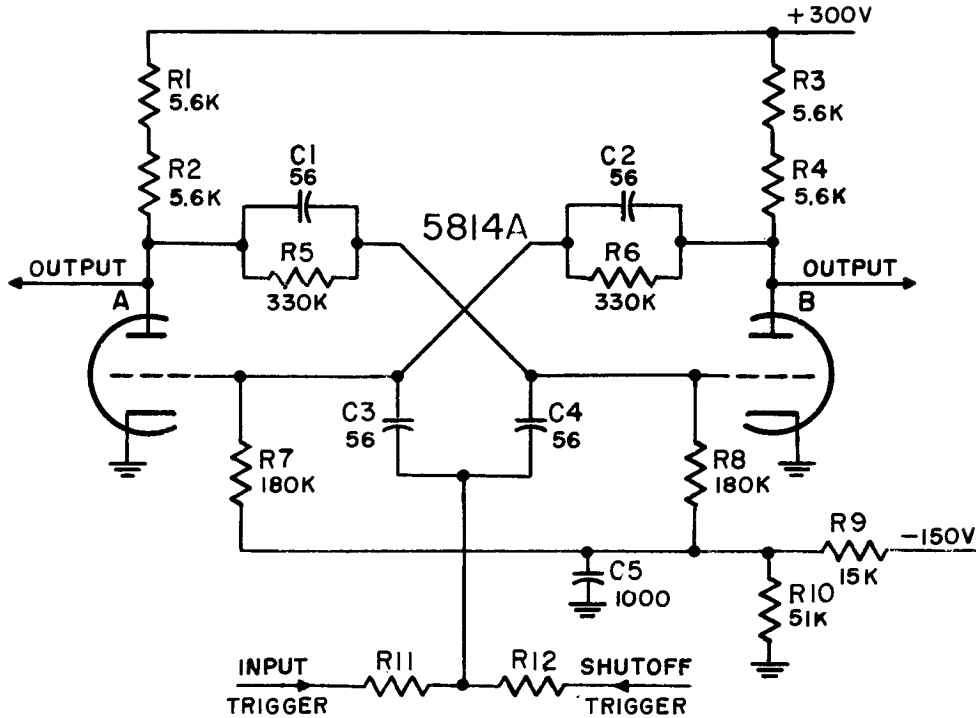 +300V
R1
5.6K
R3
5.6K
R2
5.6K
R4
5.6K
C1
56
C2
56
5814A
R5
330K
R6
330K
OUTPUT
A
OUTPUT
B
C3
56
C4
56
R7
180K
R8
180K
R9
15K
-150V
C5
1000
R10
51K
INPUT
TRIGGER
R11
R12
SHUTOFF
TRIGGER